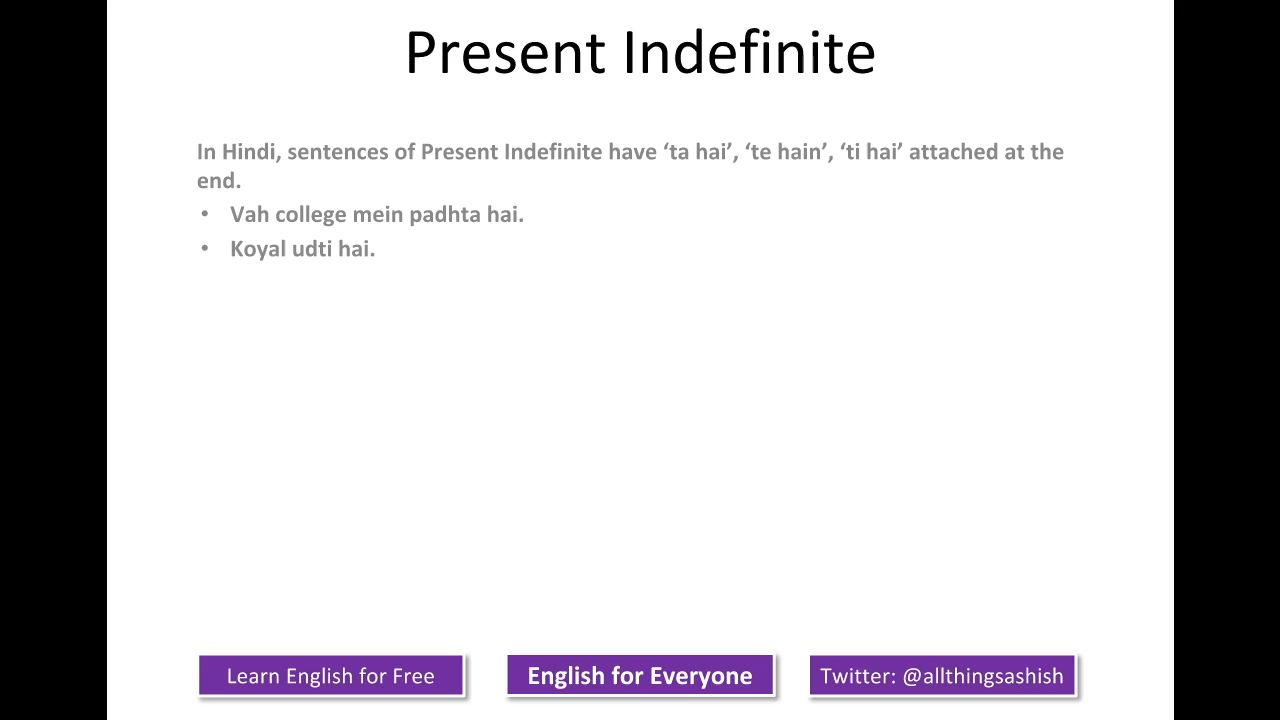 Present Indefinite
In Hindi, sentences of Present Indefinite have ‘ta hai’, ‘te hain’, ‘ti hai’ attached at the
end.
• Vah college mein padhta hai.
• Koyal udti hai.
Learn English for Free
English for Everyone
Twitter: @allthingsashish